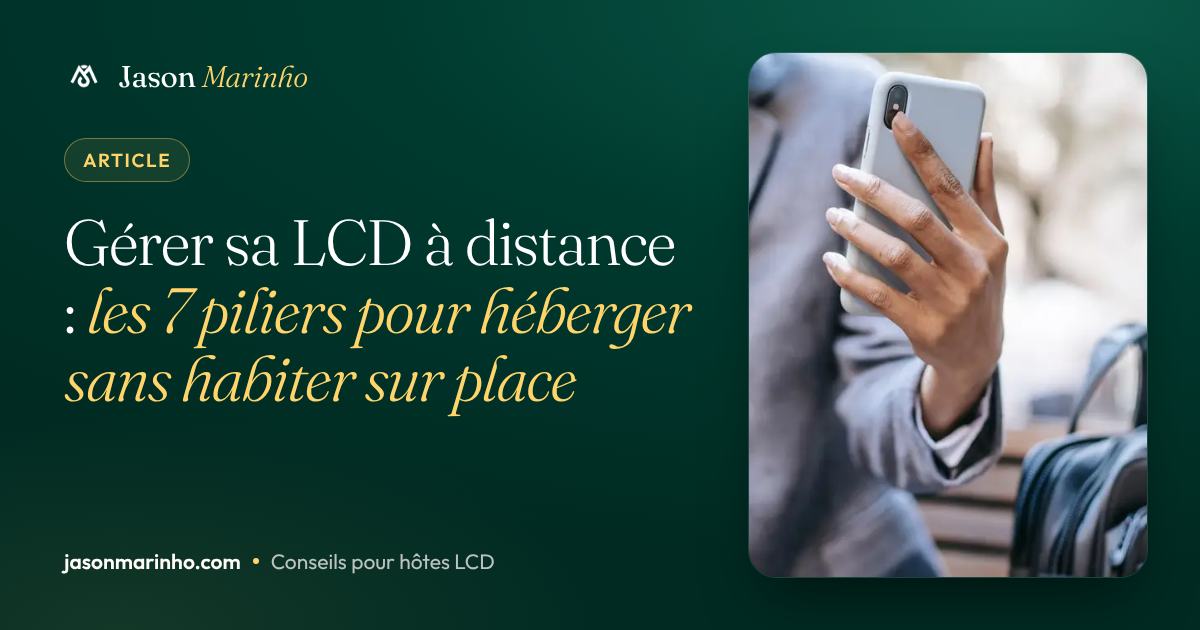 Jason Marinho
ARTICLE
Gérer sa LCD à distance
: les 7 piliers pour héberger
sans habiter sur place
jasonmarinho.com • Conseils pour hôtes LCD